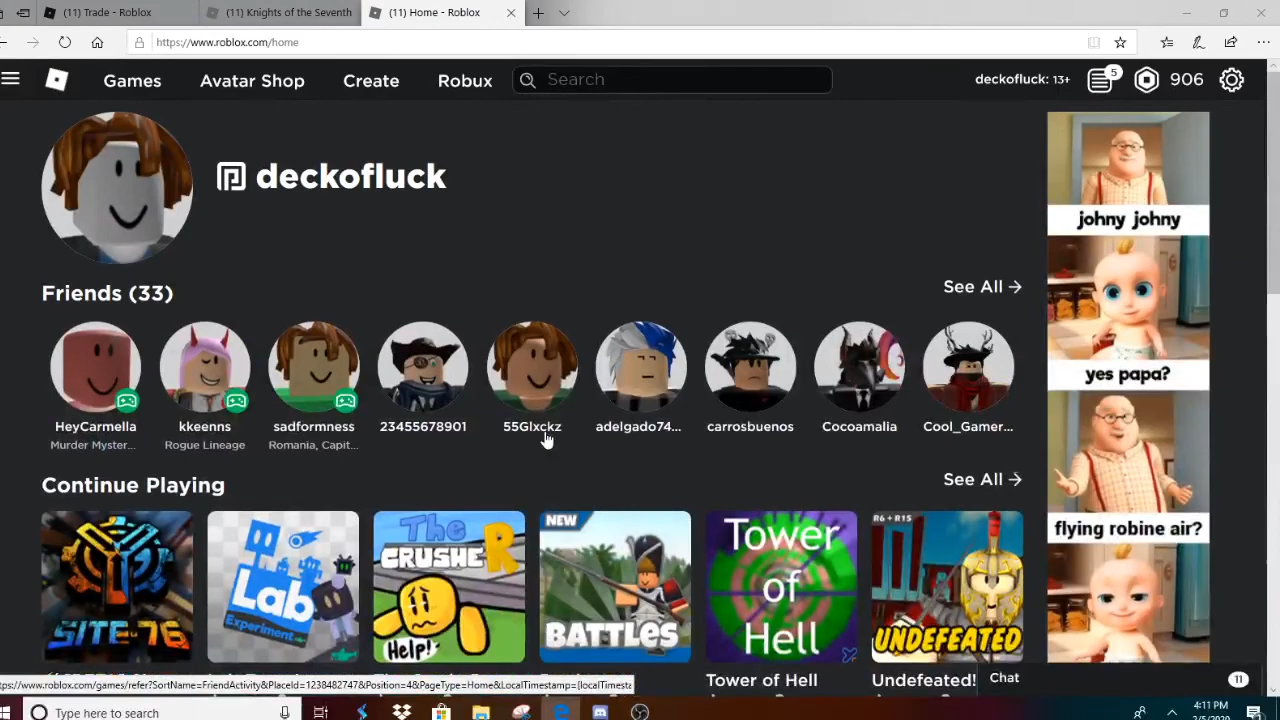 (11) Trade - Roblox
(11) Knights of the Seventh
(11) Home - Roblox
https://www.roblox.com/home
Games
Avatar Shop
Create
Robux
Search
deckofluck: 13+
5
906
deckofluck
Friends (33)
See All
HeyCarmella
kkeenns
sadformness
23455678901
55Glxckz
adelgado74...
carrosbuenos
Cocoamalia
Cool_Gamer...
Murder Myster...
Rogue Lineage
Romania, Capit...
Continue Playing
See All
SITE-76
Lab
Experiment
The
CRUSHER
Help!
NEW
BATTLES
Tower
of
Hell
R6 + R15
UNDEFEATED
Tower of Hell
Undefeated!
johny johny
yes papa?
flying robine air?
Chat
11
https://www.roblox.com/games/refer?SortName=FriendActivity&PlaceId=1238482747&Position=4&PageType=Home&LocalTimestamp=[localTimest
Type here to search
4:11 PM
2/5/2020